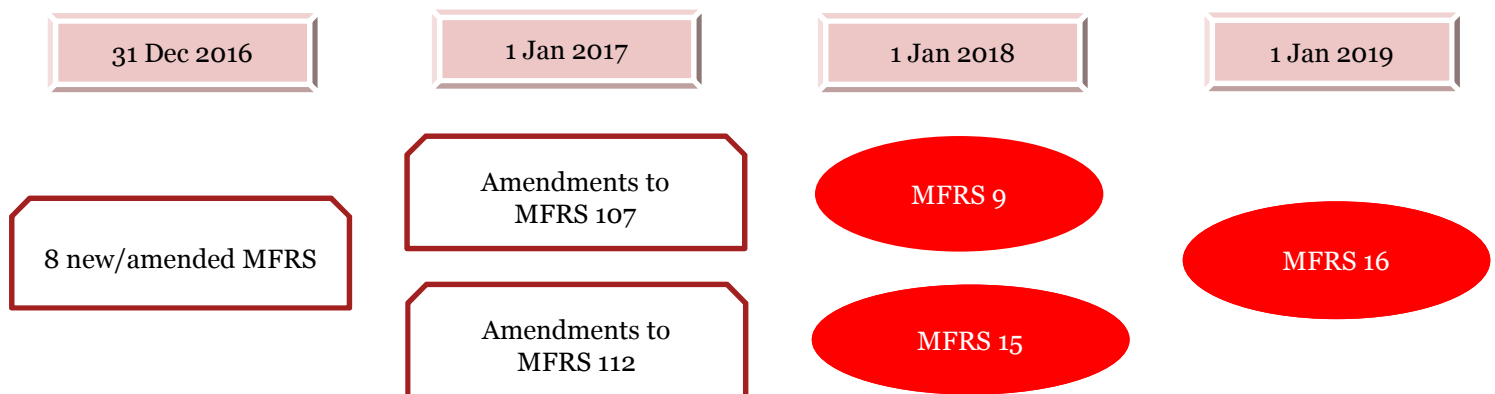 31 Dec 2016
1 Jan 2017
1 Jan 2018
1 Jan 2019
8 new/amended MFRS
Amendments to
MFRS 107
Amendments to
MFRS 112
MFRS 9
MFRS 15
MFRS 16